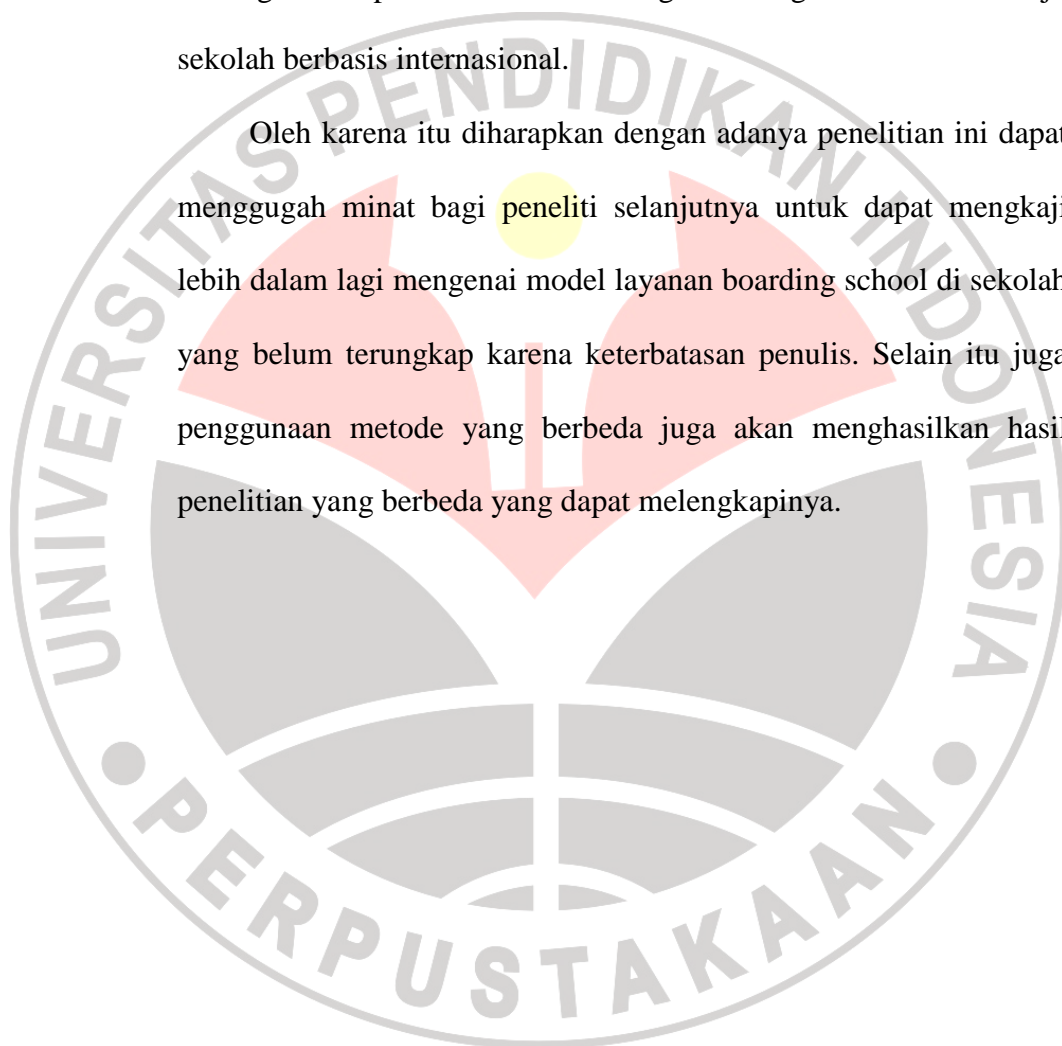 sekolah berbasis internasional.
Oleh karena itu diharapkan dengan adanya penelitian ini dapat
menggugah minat bagi peneliti selanjutnya untuk dapat mengkaji
lebih dalam lagi mengenai model layanan boarding school di sekolah
yang belum terungkap karena keterbatasan penulis. Selain itu juga
penggunaan metode yang berbeda juga akan menghasilkan hasil
penelitian yang berbeda yang dapat melengkapinya.
UNIVERSITAS PENDIDIKAN INDONESIA
PERPUSTAKAAN